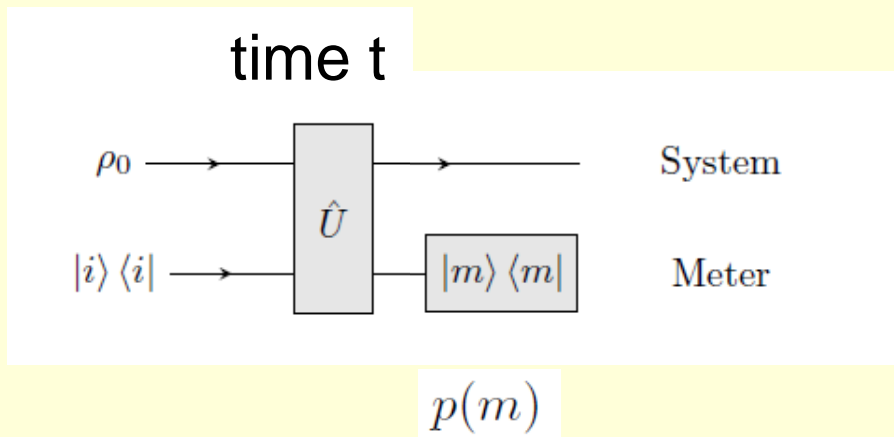 time t
ρ₀ System
Û
|i⟩⟨i| |m⟩⟨m| Meter
p(m)